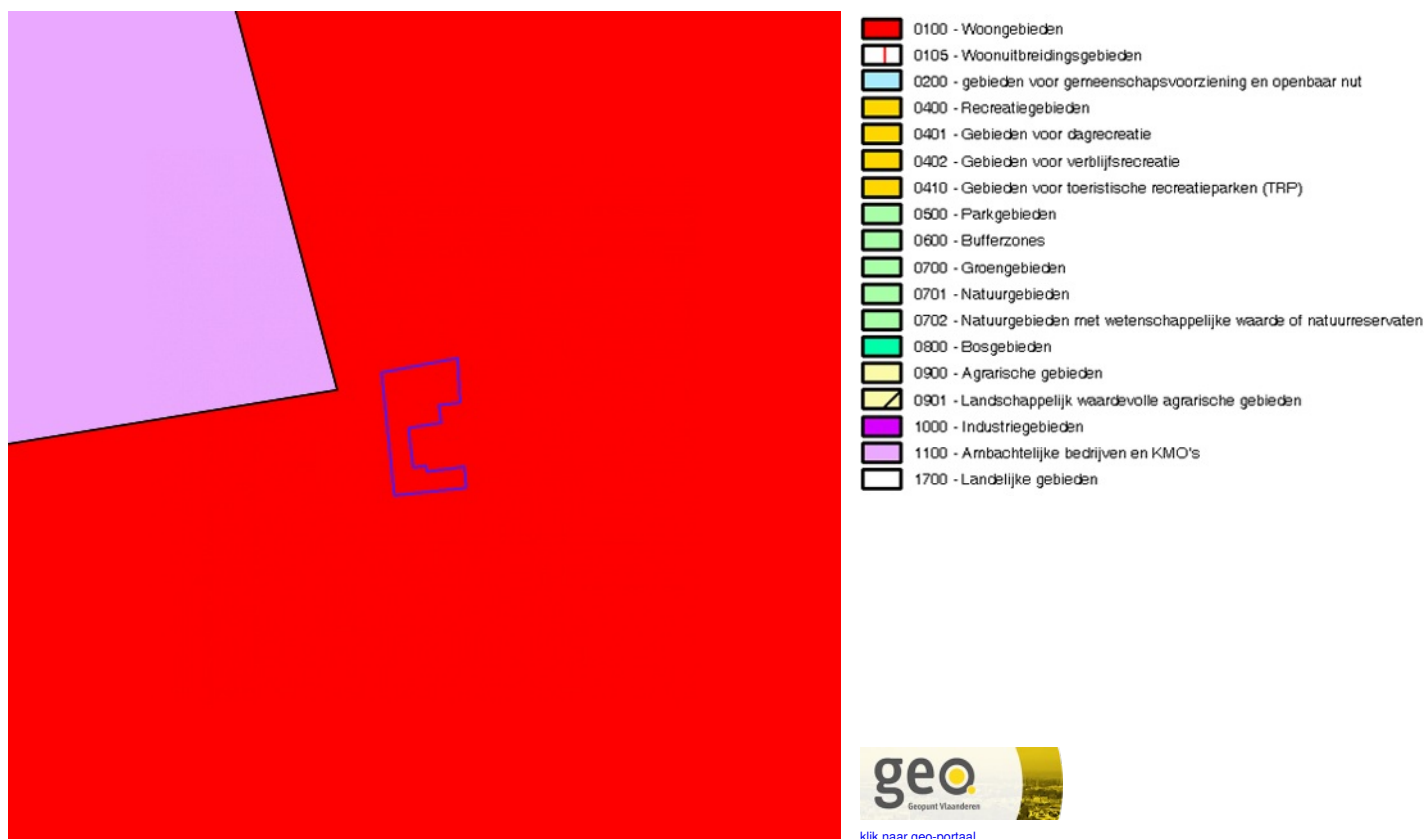 0100 - Woongebieden
0105 - Woonuitbreidingsgebieden
0200 - gebieden voor gemeenschapsvoorziening en openbaar nut
0400 - Recreatiegebieden
0401 - Gebieden voor dagrecreatie
0402 - Gebieden voor verblijfsrecreatie
0410 - Gebieden voor toeristische recreatieparken (TRP)
0500 - Parkgebieden
0600 - Bufferzones
0700 - Groengebieden
0701 - Natuurgebieden
0702 - Natuurgebieden met wetenschappelijke waarde of natuurreservaten
0800 - Bosgebieden
0900 - Agrarische gebieden
0901 - Landschappelijk waardevolle agrarische gebieden
1000 - Industriegebieden
1100 - Ambachtelijke bedrijven en KMO's
1700 - Landelijke gebieden
geo
Geopunt Vlaanderen
klik naar geo-portaal